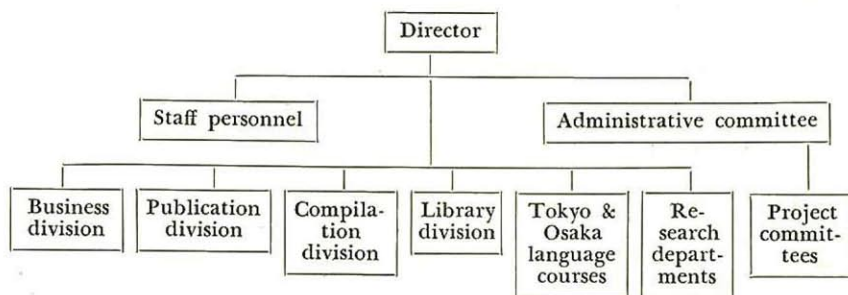 Director
Staff personnel
Administrative committee
Business
division
Publication
division
Compila-
tion
division
Library
division
Tokyo &
Osaka
language
courses
Re-
search
depart-
ments
Project
commit-
tees